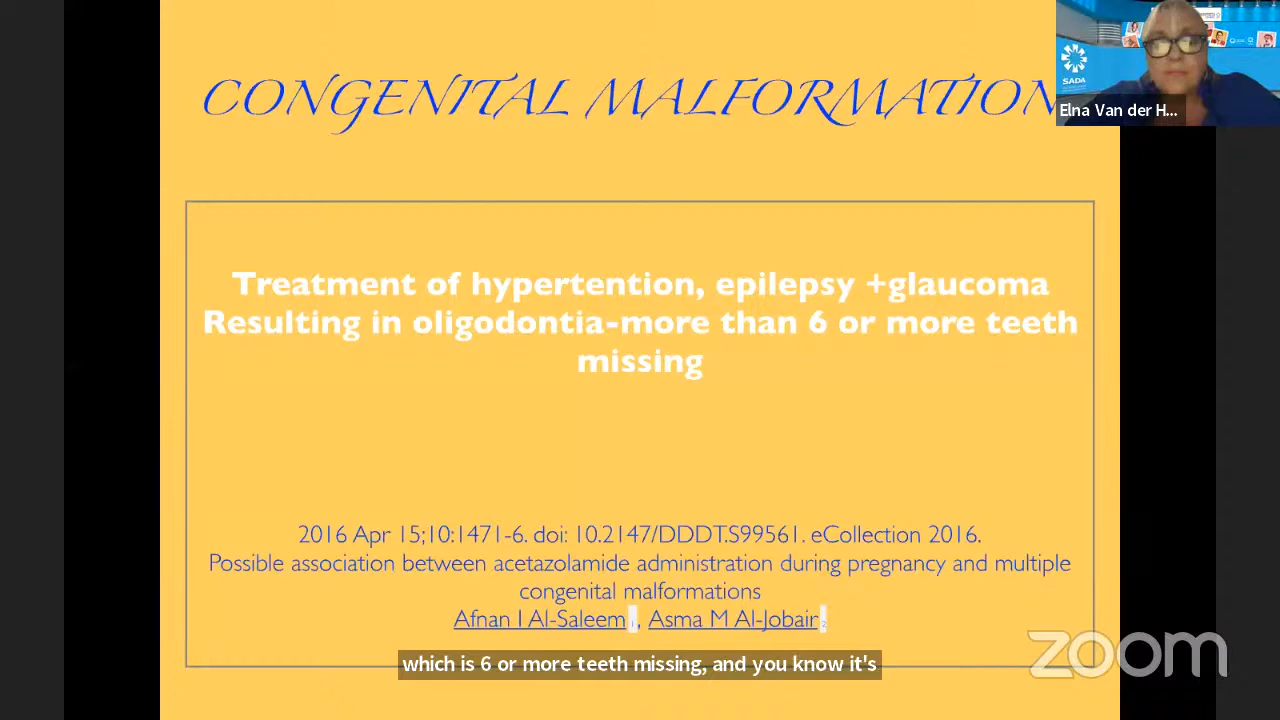 CONGENITAL MALFORMATION
SADA
Elna Van der H...
Treatment of hypertention, epilepsy +glaucoma
Resulting in oligodontia-more than 6 or more teeth
missing
2016 Apr 15;10:1471-6. doi: 10.2147/DDDT.S99561. eCollection 2016.
Possible association between acetazolamide administration during pregnancy and multiple
congenital malformations
Afnan I Al-Saleem 1, Asma M Al-Jobair 2
which is 6 or more teeth missing, and you know it's
zoom